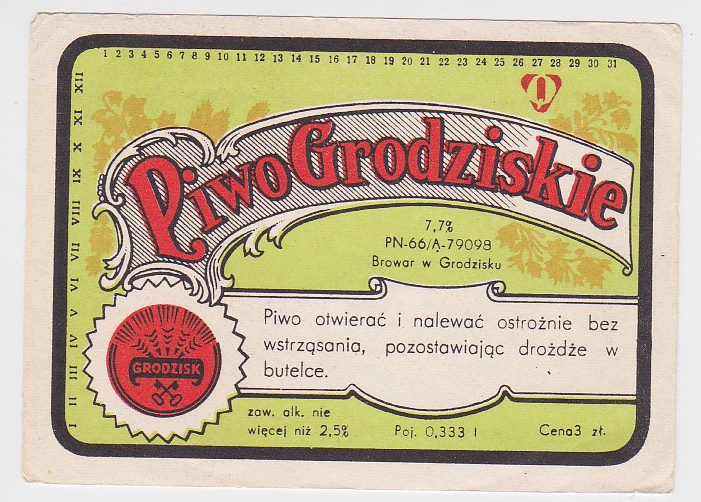 1 2 3 4 5 6 7 8 9 10 11 12 13 14 15 16 17 18 19 20 21 22 23 24 25 26 27 28 29 30 31
I II III IV V VI VII VIII IX X XI XII
Q
Piwo Grodziskie
7,7%
PN-66/A-79098
Browar w Grodzisku
Piwo otwierać i nalewać ostrożnie bez
wstrząsania, pozostawiając drożdże w
butelce.
GRODZISK
zaw. alk. nie
więcej niż 2,5%
Poj. 0,333 l
Cena3 zł.